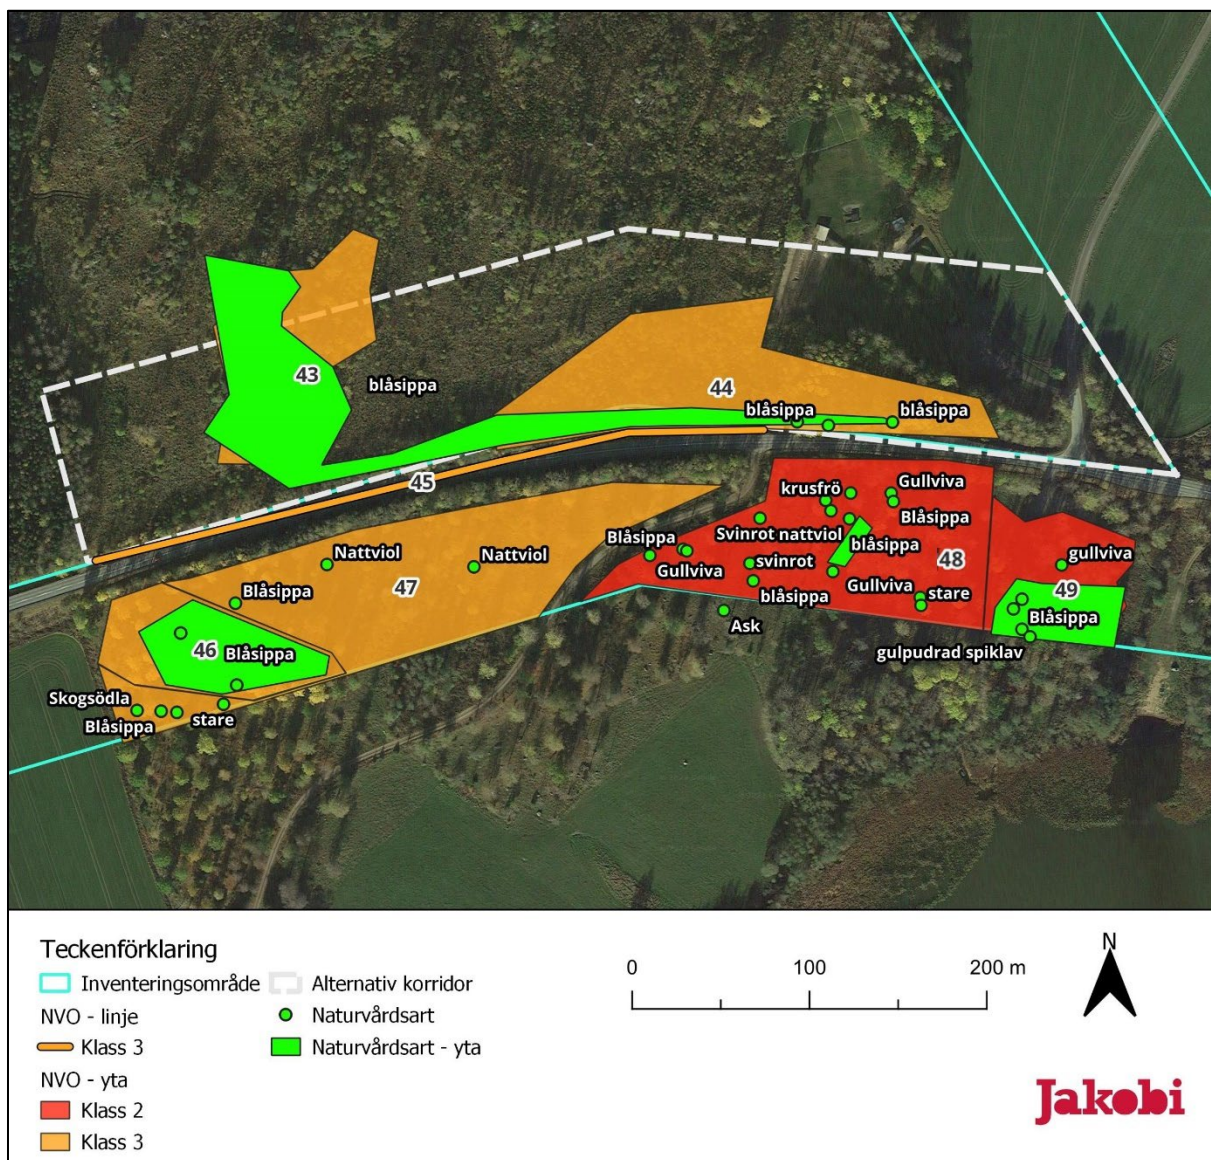 43
blåsippa
44
blåsippa
blåsippa
45
krusfrö
Gullviva
Blåsippa
Svinrot nattviol
Blåsippa
blåsippa
gullviva
Nattviol
Nattviol
Gullviva
svinrot
48
47
Gullviva
stare
49
Blåsippa
blåsippa
Ask
Blåsippa
46
Blåsippa
gulpudrad spiklav
Skogsödla
Blåsippa
stare
Teckenförklaring
Inventeringsområde
Alternativ korridor
NVO - linje
Naturvårdsart
Klass 3
Naturvårdsart - yta
NVO - yta
Klass 2
Klass 3
0 100 200 m
N
Jakobi